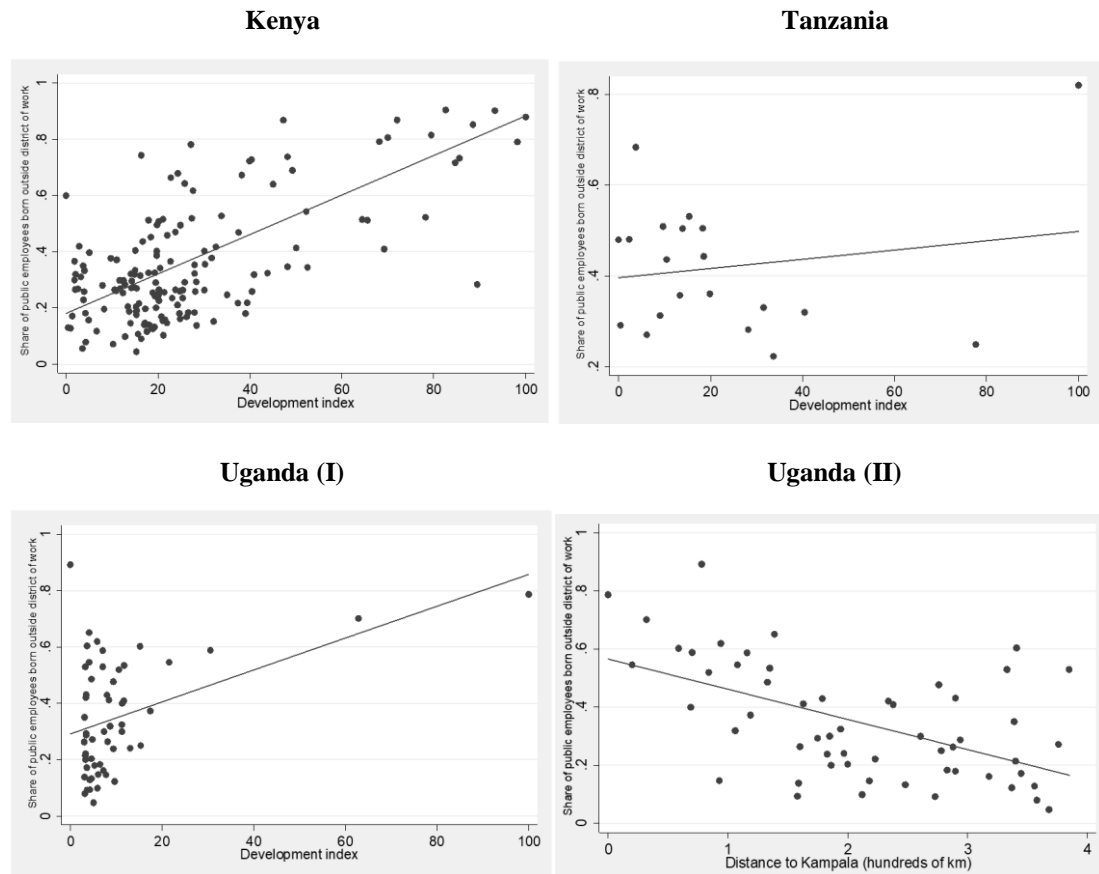 Kenya
Share of public employees born outside district of work
1
.8
.6
.4
.2
0
0 20 40 60 80 100
Development index
Tanzania
Share of public employees born outside district of work
.8
.6
.4
.2
0 20 40 60 80 100
Development index
Uganda (I)
Share of public employees born outside district of work
1
.8
.6
.4
.2
0
0 20 40 60 80 100
Development index
Uganda (II)
Share of public employees born outside district of work
1
.8
.6
.4
.2
0
0 1 2 3 4
Distance to Kampala (hundreds of km)